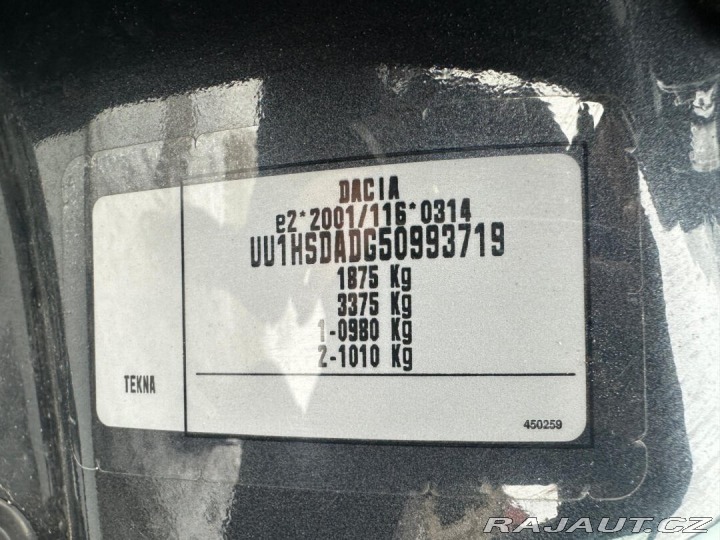 DACIA
e2*2001/116*0314
UU1HSDADG50993719
1875 Kg
3375 Kg
1-0980 Kg
2-1010 Kg
TEKNA
450259
RAJAUT.CZ